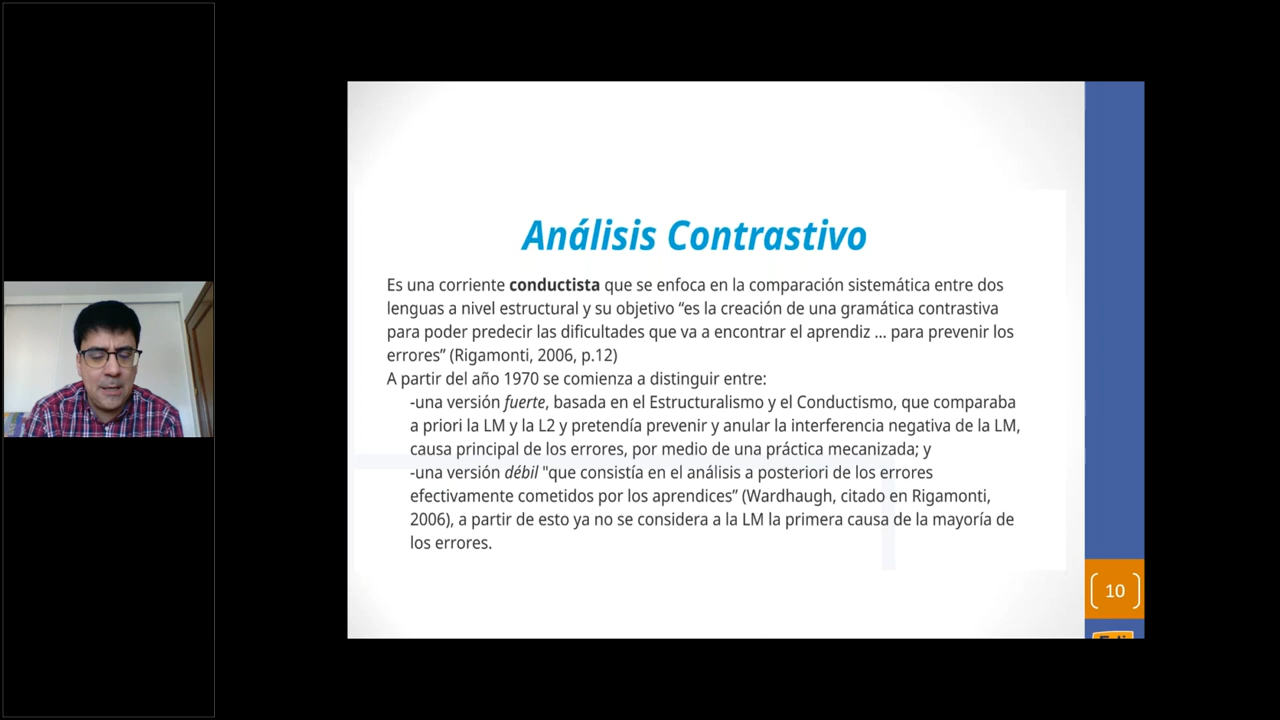 Análisis Contrastivo
Es una corriente conductista que se enfoca en la comparación sistemática entre dos
lenguas a nivel estructural y su objetivo “es la creación de una gramática contrastiva
para poder predecir las dificultades que va a encontrar el aprendiz ... para prevenir los
errores” (Rigamonti, 2006, p.12)
A partir del año 1970 se comienza a distinguir entre:
-una versión fuerte, basada en el Estructuralismo y el Conductismo, que comparaba
a priori la LM y la L2 y pretendía prevenir y anular la interferencia negativa de la LM,
causa principal de los errores, por medio de una práctica mecanizada; y
-una versión débil "que consistía en el análisis a posteriori de los errores
efectivamente cometidos por los aprendices” (Wardhaugh, citado en Rigamonti,
2006), a partir de esto ya no se considera a la LM la primera causa de la mayoría de
los errores.
10